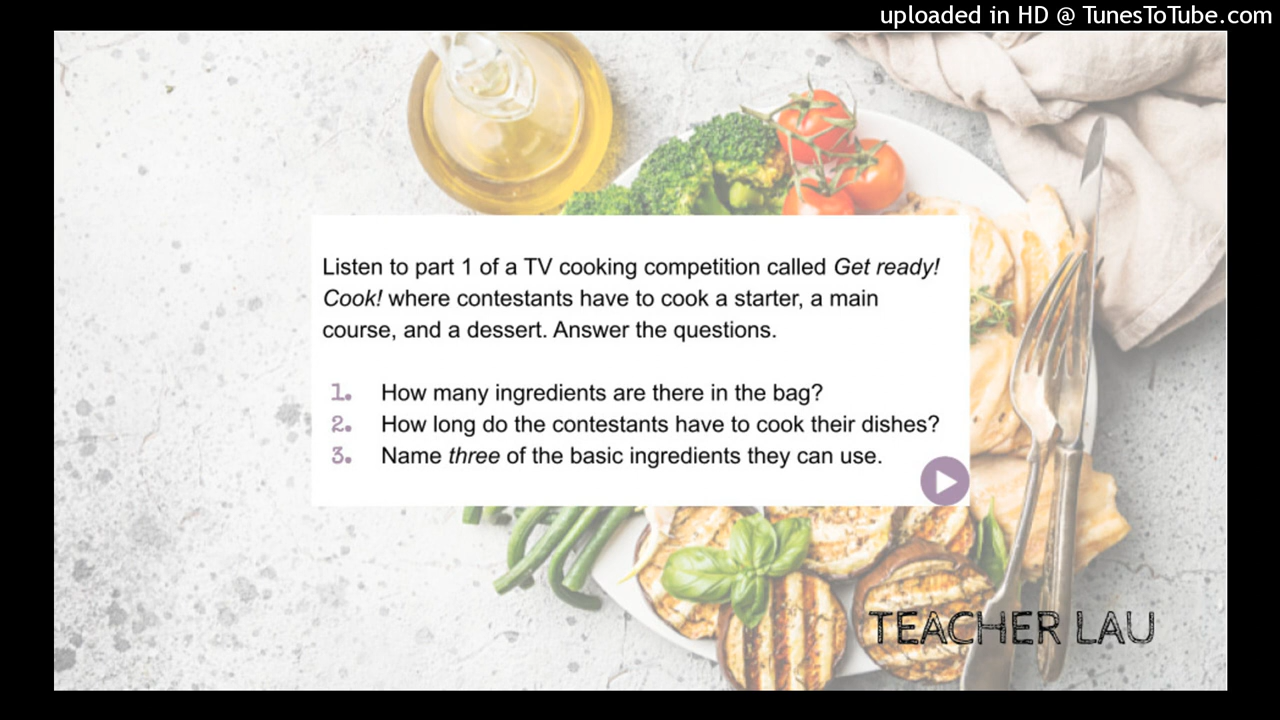 uploaded in HD @ TunesToTube.com
Listen to part 1 of a TV cooking competition called Get ready!
Cook! where contestants have to cook a starter, a main
course, and a dessert. Answer the questions.
1. How many ingredients are there in the bag?
2. How long do the contestants have to cook their dishes?
3. Name three of the basic ingredients they can use.
TEACHER LAU